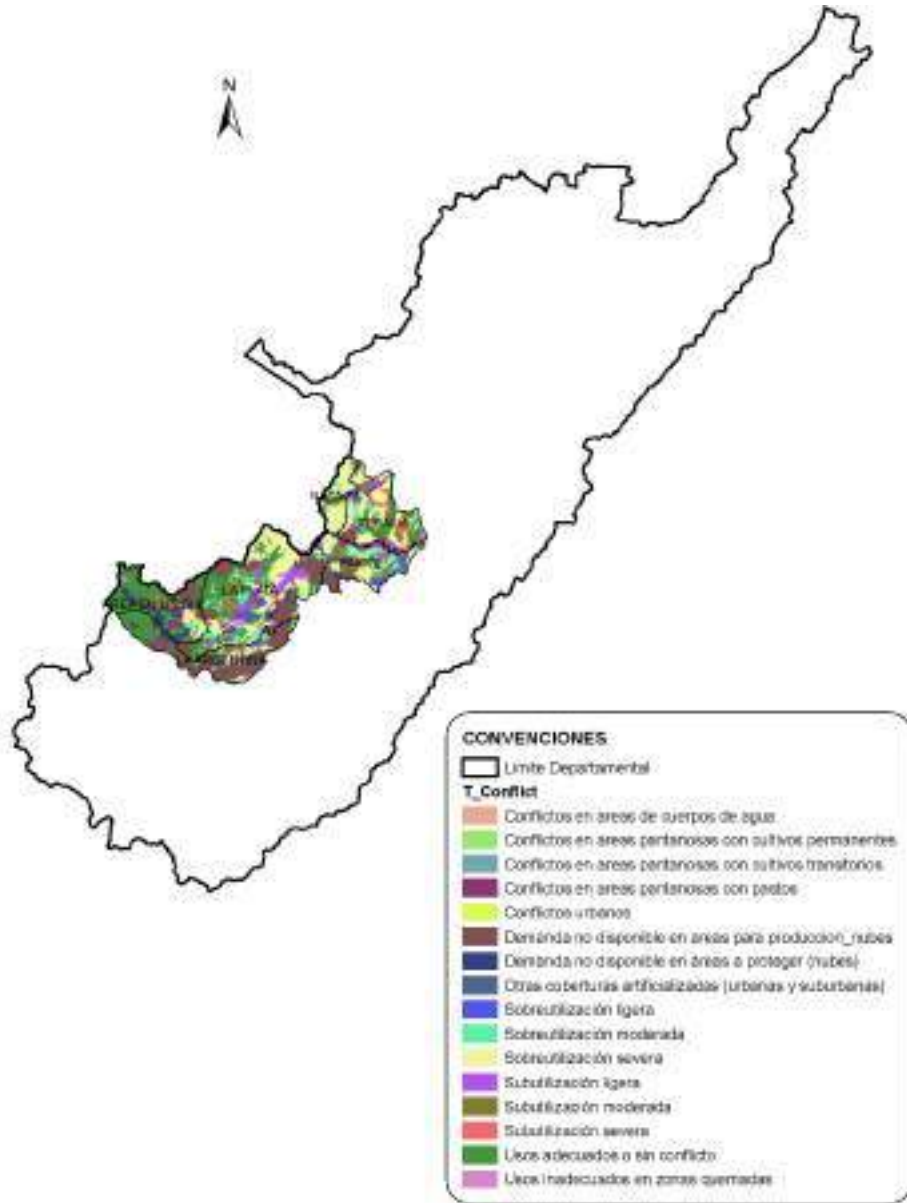 N
CONVENCIONES
Limite Departamental
T_Conflict
Conflictos en areas de cuerpos de agua
Conflictos en areas pantanosas con cultivos permanentes
Conflictos en areas pantanosas con cultivos transitorios
Conflictos en areas pantanosas con pastos
Conflictos urbanos
Demanda no disponible en areas para produccion_nubes
Demanda no disponible en áreas a proteger (nubes)
Otras coberturas artificializadas (urbanas y suburbanas)
Sobreutilización ligera
Sobreutilización moderada
Sobreutilización severa
Subutilización ligera
Subutilización moderada
Subutilización severa
Usos adecuados o sin conflicto
Usos inadecuados en zonas quemadas